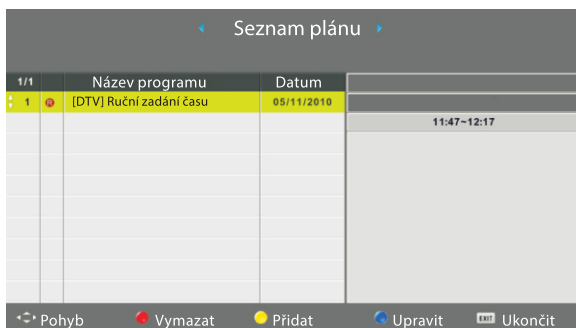 Seznam plánu
1/1 Název programu Datum
1 R [DTV] Ruční zadání času 05/11/2010
11:47~12:17
Pohyb Vymazat Přidat Upravit EXIT Ukončit